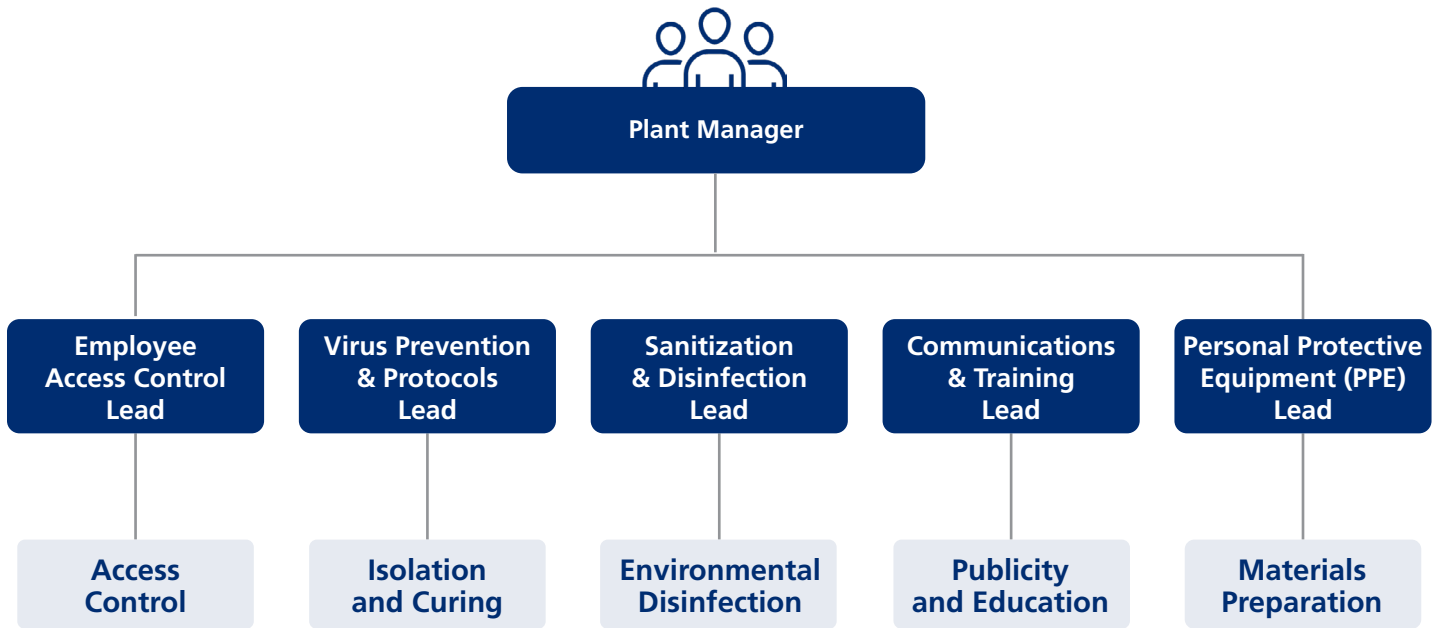 Plant Manager
Employee
Access Control
Lead
Virus Prevention
& Protocols
Lead
Sanitization
& Disinfection
Lead
Communications
& Training
Lead
Personal Protective
Equipment (PPE)
Lead
Access
Control
Isolation
and Curing
Environmental
Disinfection
Publicity
and Education
Materials
Preparation